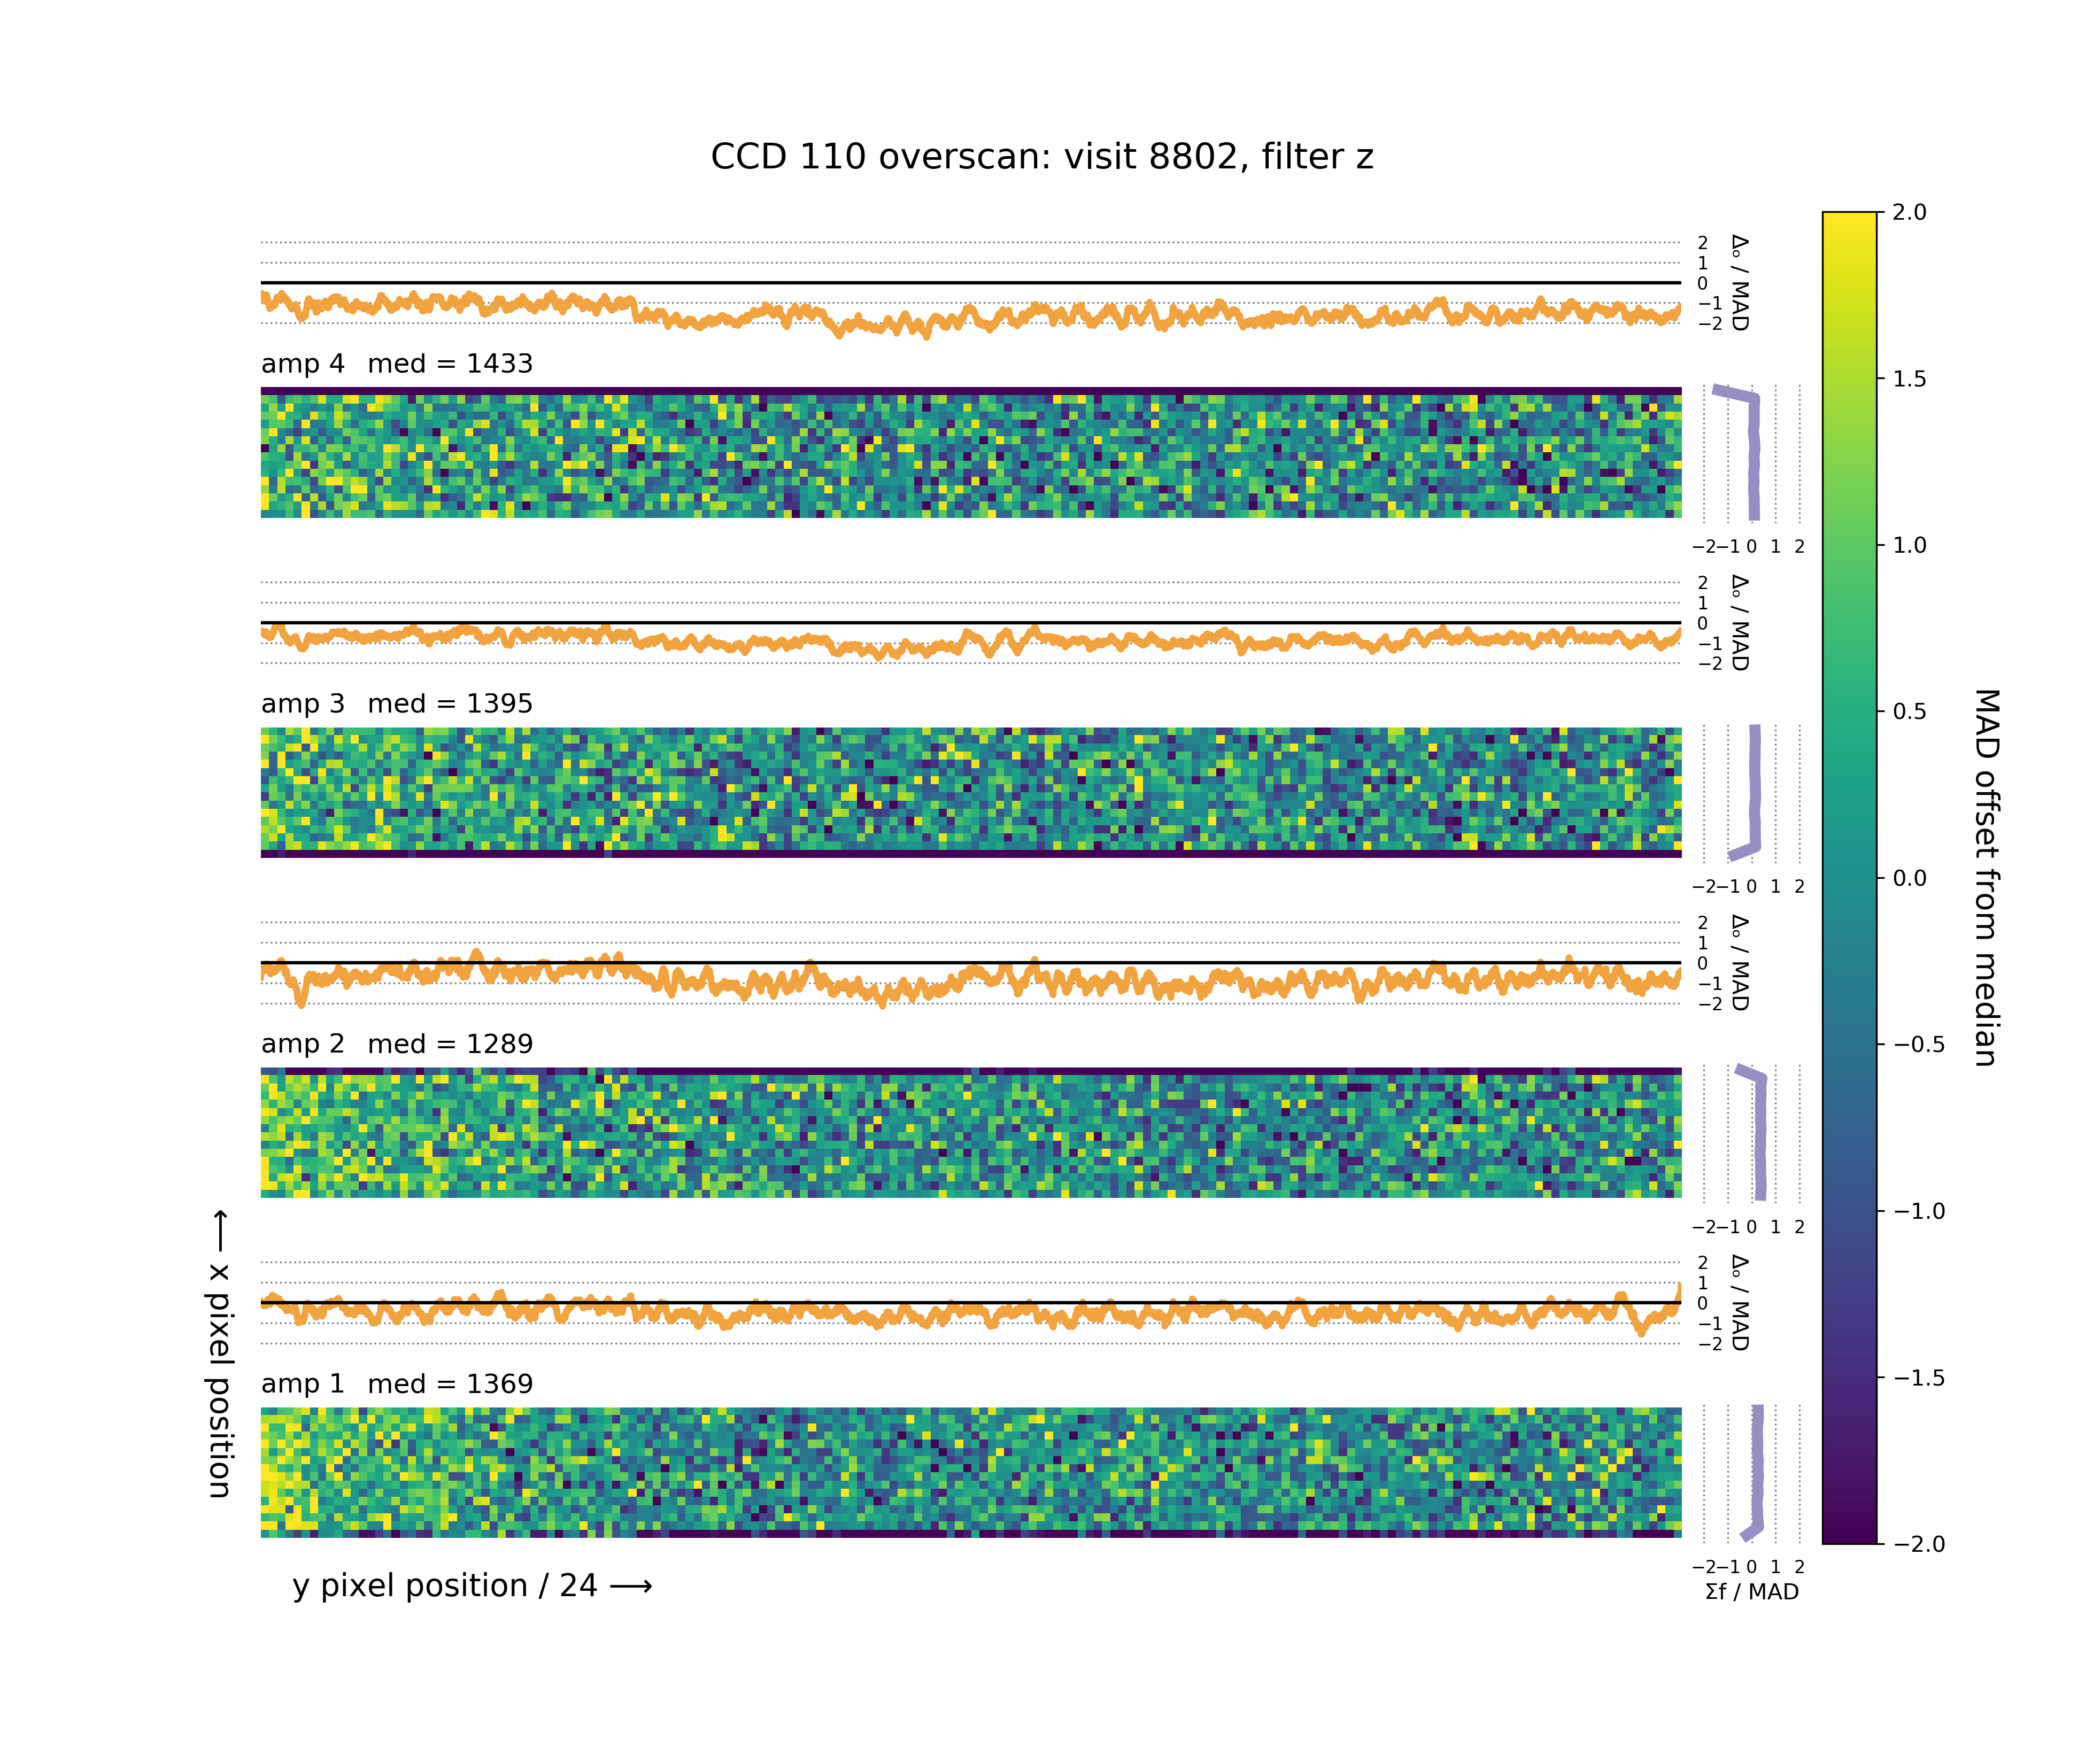 CCD 110 overscan: visit 8802, filter z
2
1
0
−1
−2
Δₒ / MAD
amp 4 med = 1433
−2 −1 0 1 2
2
1
0
−1
−2
Δₒ / MAD
amp 3 med = 1395
−2 −1 0 1 2
2
1
0
−1
−2
Δₒ / MAD
amp 2 med = 1289
−2 −1 0 1 2
2
1
0
−1
−2
Δₒ / MAD
amp 1 med = 1369
−2 −1 0 1 2
Σf / MAD
⟵ x pixel position
y pixel position / 24 ⟶
2.0
1.5
1.0
0.5
0.0
−0.5
−1.0
−1.5
−2.0
MAD offset from median